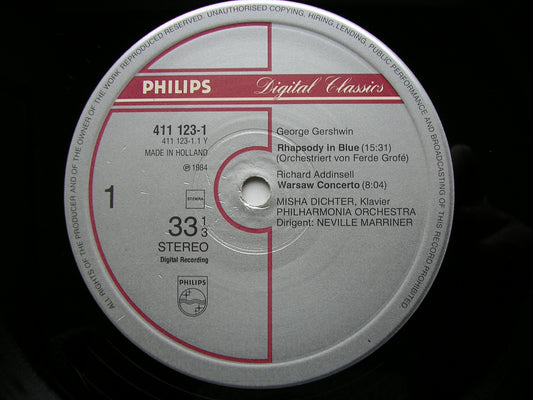 ALL RIGHTS OF THE PRODUCER AND OF THE OWNER OF THE WORK REPRODUCED RESERVED. UNAUTHORISED COPYING, HIRING, LENDING, PUBLIC PERFORMANCE AND BROADCASTING OF THIS RECORD PROHIBITED.
PHILIPS
Digital Classics
411 123-1
411 123-1.1 Y
MADE IN HOLLAND
℗ 1984
1
STEMRA
33 1/3
STEREO
Digital Recording
PHILIPS
George Gershwin
Rhapsody in Blue (15:31)
(Orchestriert von Ferde Grofé)
Richard Addinsell
Warsaw Concerto (8:04)
MISHA DICHTER, Klavier
PHILHARMONIA ORCHESTRA
Dirigent: NEVILLE MARRINER